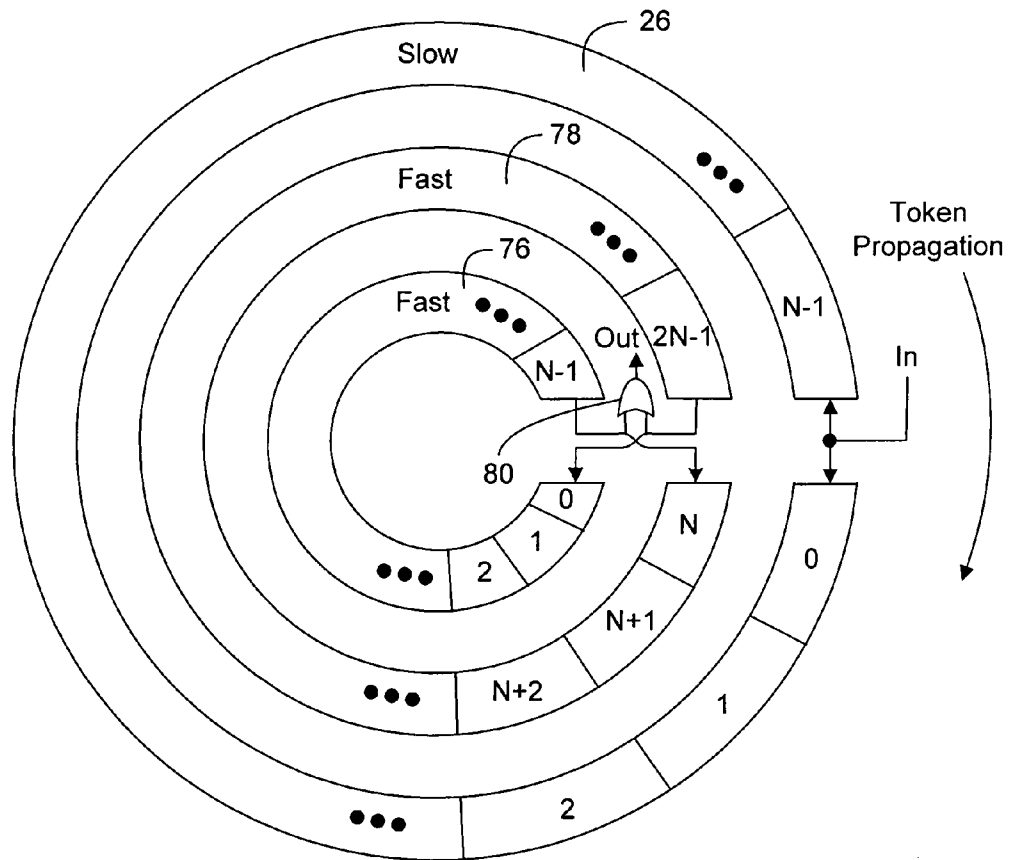 26
Slow
78
Fast
Token
Propagation
76
Fast
N-1
Out
2N-1
In
N-1
80
0
N
0
1
2
N+1
N+2
1
2